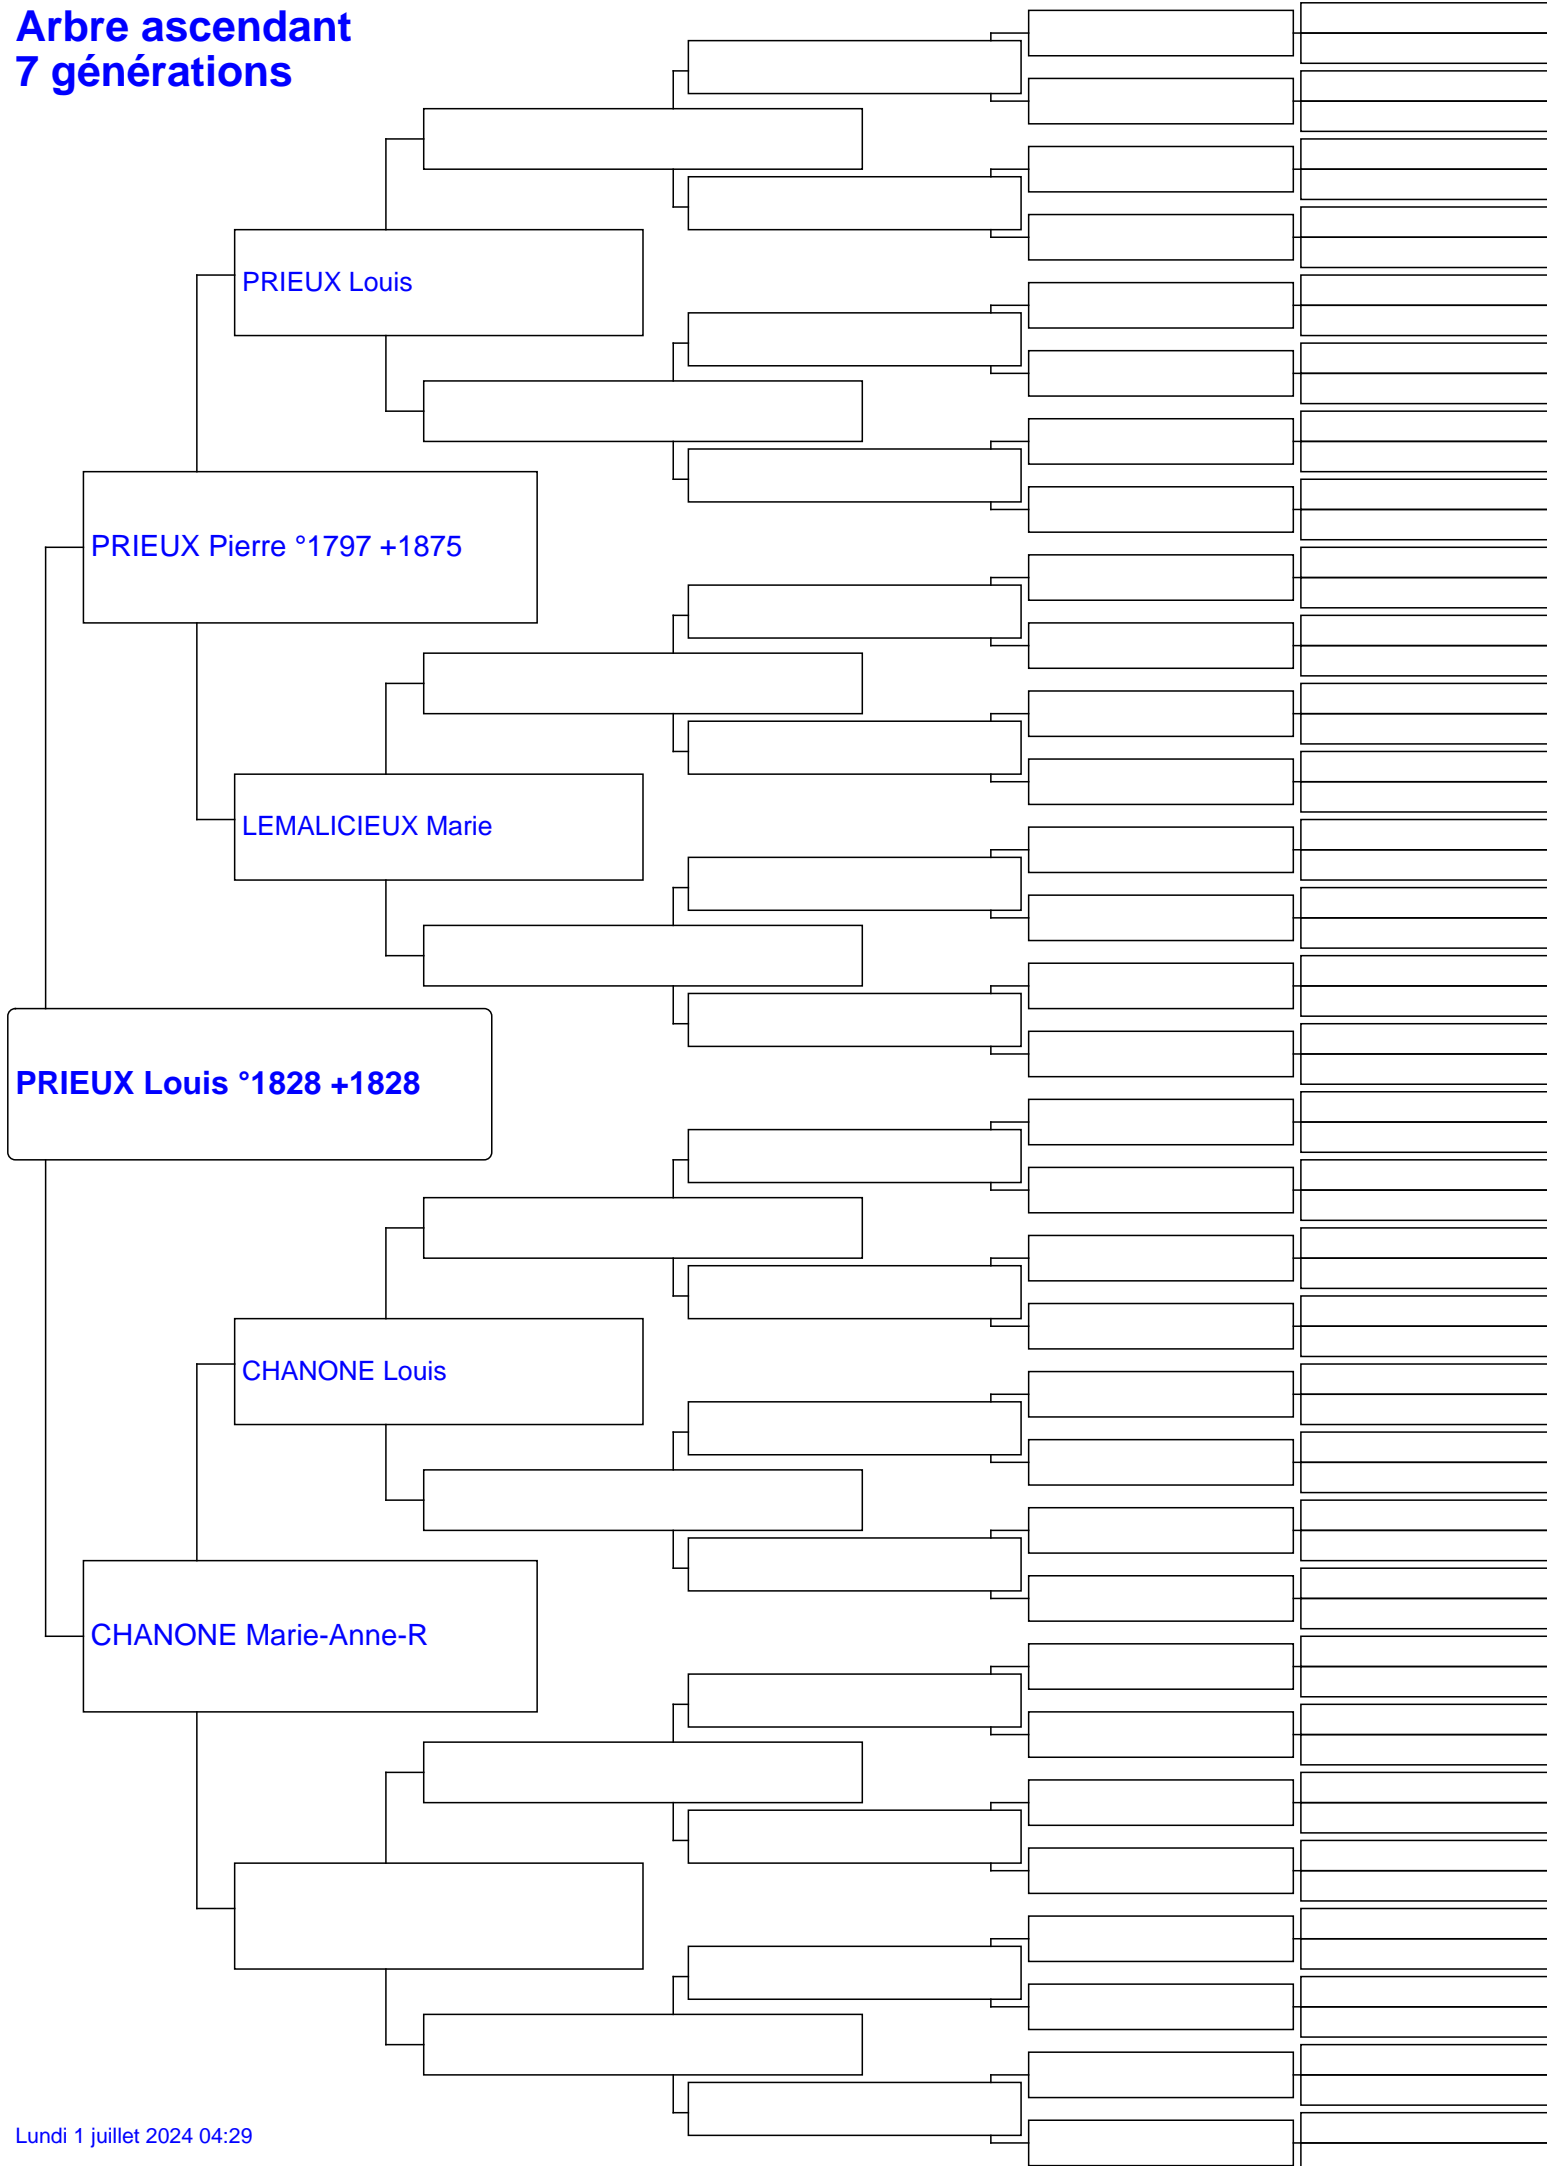 Arbre ascendant
7 générations
PRIEUX Louis
PRIEUX Pierre °1797 +1875
LEMALICIEUX Marie
PRIEUX Louis °1828 +1828
CHANONE Louis
CHANONE Marie-Anne-R
Lundi 1 juillet 2024 04:29